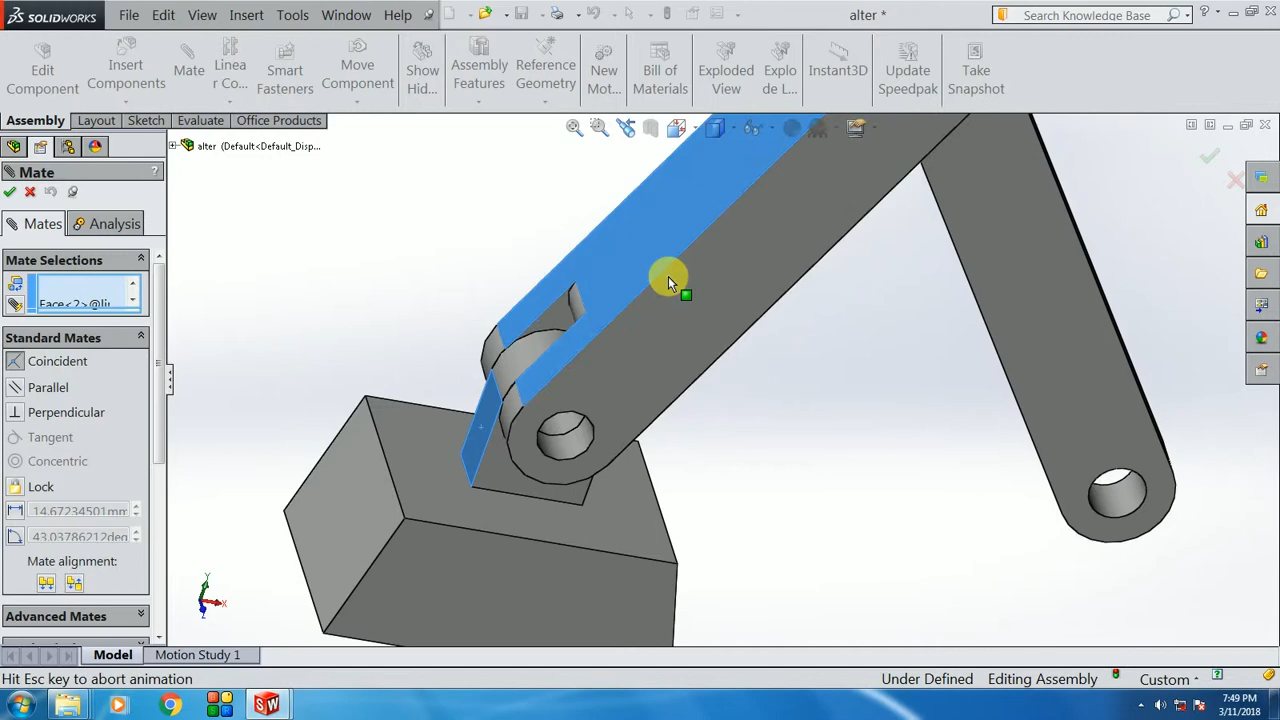 SOLIDWORKS File Edit View Insert Tools Window Help alter * Search Knowledge Base ?
Edit Component
Insert Components
Mate
Linea r Co...
Smart Fasteners
Move Component
Show Hid...
Assembly Features
Reference Geometry
New Mot...
Bill of Materials
Exploded View
Explo de L...
Instant3D
Update Speedpak
Take Snapshot
Assembly Layout Sketch Evaluate Office Products
alter (Default<Default_Disp...
Mate ?
Mates Analysis
Mate Selections
Face<2>@li
Standard Mates
Coincident
Parallel
Perpendicular
Tangent
Concentric
Lock
14.67234501mm
43.03786212deg
Mate alignment:
Advanced Mates
Y
X
Z
Model Motion Study 1
Hit Esc key to abort animation Under Defined Editing Assembly Custom ?
SW
7:49 PM
3/11/2018